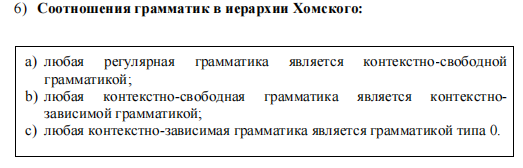 6) Соотношения грамматик в иерархии Хомского:
a) любая регулярная грамматика является контекстно-свободной
грамматикой;
b) любая контекстно-свободная грамматика является контекстно-
зависимой грамматикой;
c) любая контекстно-зависимая грамматика является грамматикой типа 0.